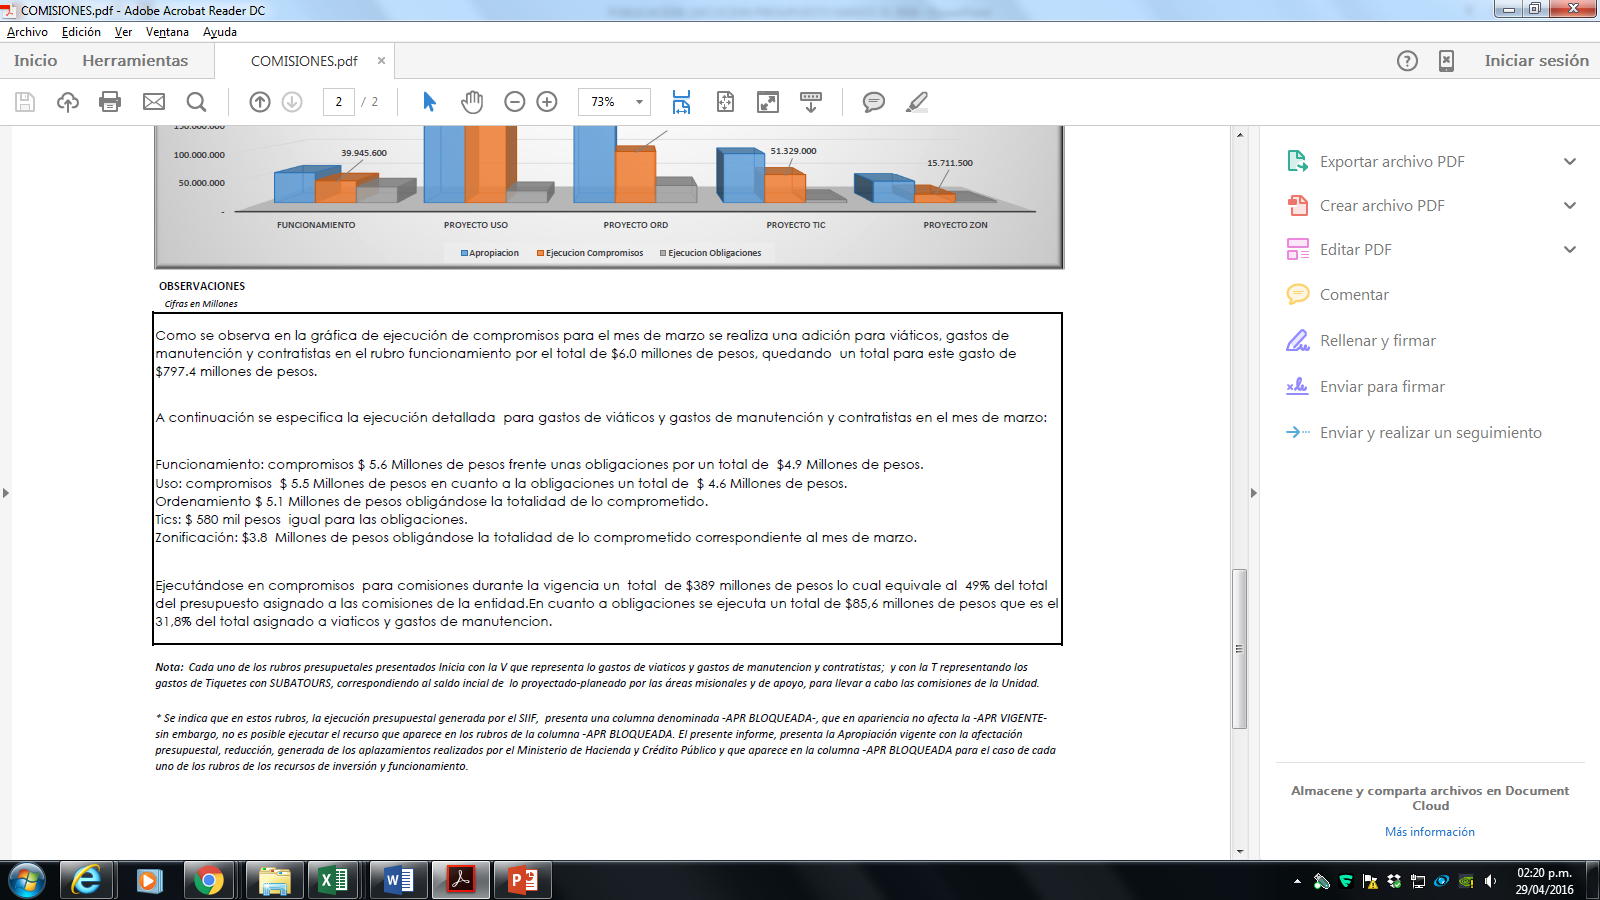 COMISIONES.pdf - Adobe Acrobat Reader DC
Archivo Edición Ver Ventana Ayuda
Inicio Herramientas COMISIONES.pdf × Iniciar sesión
2 / 2 73%
150.000.000
100.000.000
50.000.000
-
39.945.600
51.329.000
15.711.500
FUNCIONAMIENTO PROYECTO USO PROYECTO ORD PROYECTO TIC PROYECTO ZON
Apropiacion Ejecucion Compromisos Ejecucion Obligaciones
OBSERVACIONES
Cifras en Millones
Como se observa en la gráfica de ejecución de compromisos para el mes de marzo se realiza una adición para viáticos, gastos de
manutención y contratistas en el rubro funcionamiento por el total de $6.0 millones de pesos, quedando un total para este gasto de
$797.4 millones de pesos.
A continuación se especifica la ejecución detallada para gastos de viáticos y gastos de manutención y contratistas en el mes de marzo:
Funcionamiento: compromisos $ 5.6 Millones de pesos frente unas obligaciones por un total de $4.9 Millones de pesos.
Uso: compromisos $ 5.5 Millones de pesos en cuanto a la obligaciones un total de $ 4.6 Millones de pesos.
Ordenamiento $ 5.1 Millones de pesos obligándose la totalidad de lo comprometido.
Tics: $ 580 mil pesos igual para las obligaciones.
Zonificación: $3.8 Millones de pesos obligándose la totalidad de lo comprometido correspondiente al mes de marzo.
Ejecutándose en compromisos para comisiones durante la vigencia un total de $389 millones de pesos lo cual equivale al 49% del total
del presupuesto asignado a las comisiones de la entidad.En cuanto a obligaciones se ejecuta un total de $85,6 millones de pesos que es el
31,8% del total asignado a viaticos y gastos de manutencion.
Nota: Cada uno de los rubros presupuetales presentados Inicia con la V que representa lo gastos de viaticos y gastos de manutencion y contratistas; y con la T representando los
gastos de Tiquetes con SUBATOURS, correspondiendo al saldo incial de lo proyectado-planeado por las áreas misionales y de apoyo, para llevar a cabo las comisiones de la Unidad.
* Se indica que en estos rubros, la ejecución presupuestal generada por el SIIF, presenta una columna denominada -APR BLOQUEADA-, que en apariencia no afecta la -APR VIGENTE-
sin embargo, no es posible ejecutar el recurso que aparece en los rubros de la columna -APR BLOQUEADA. El presente informe, presenta la Apropiación vigente con la afectación
presupuestal, reducción, generada de los aplazamientos realizados por el Ministerio de Hacienda y Crédito Público y que aparece en la columna -APR BLOQUEADA para el caso de cada
uno de los rubros de los recursos de inversión y funcionamiento.
Exportar archivo PDF
Crear archivo PDF
Editar PDF
Comentar
Rellenar y firmar
Enviar para firmar
Enviar y realizar un seguimiento
Almacene y comparta archivos en Document
Cloud
Más información
02:20 p.m.
29/04/2016